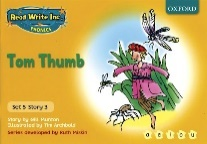 Read Write Inc.
PHONICS
OXFORD
Tom Thumb
Set 5 Story 3
Story by Gill Munton
Illustrated by Tim Archbold
Series developed by Ruth Miskin
a e i o u